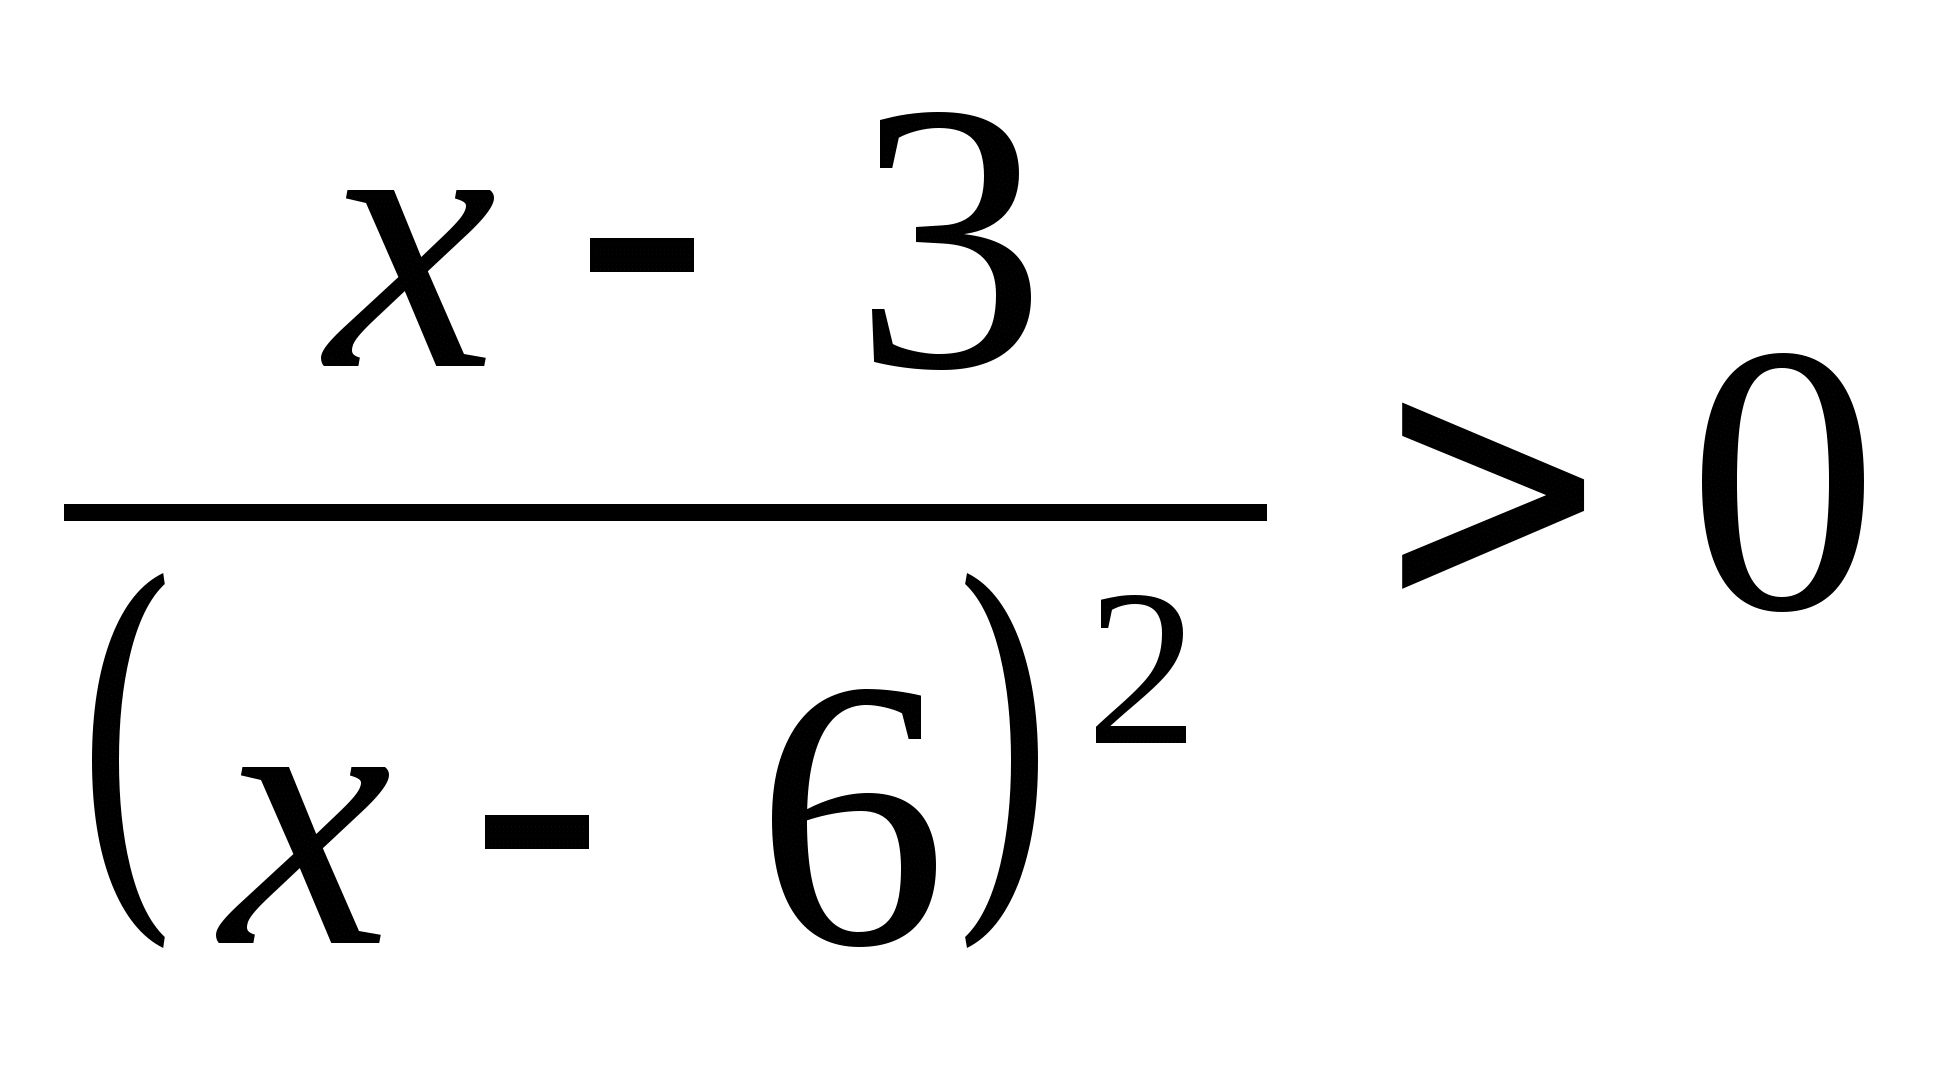 x - 3
(x - 6)² > 0